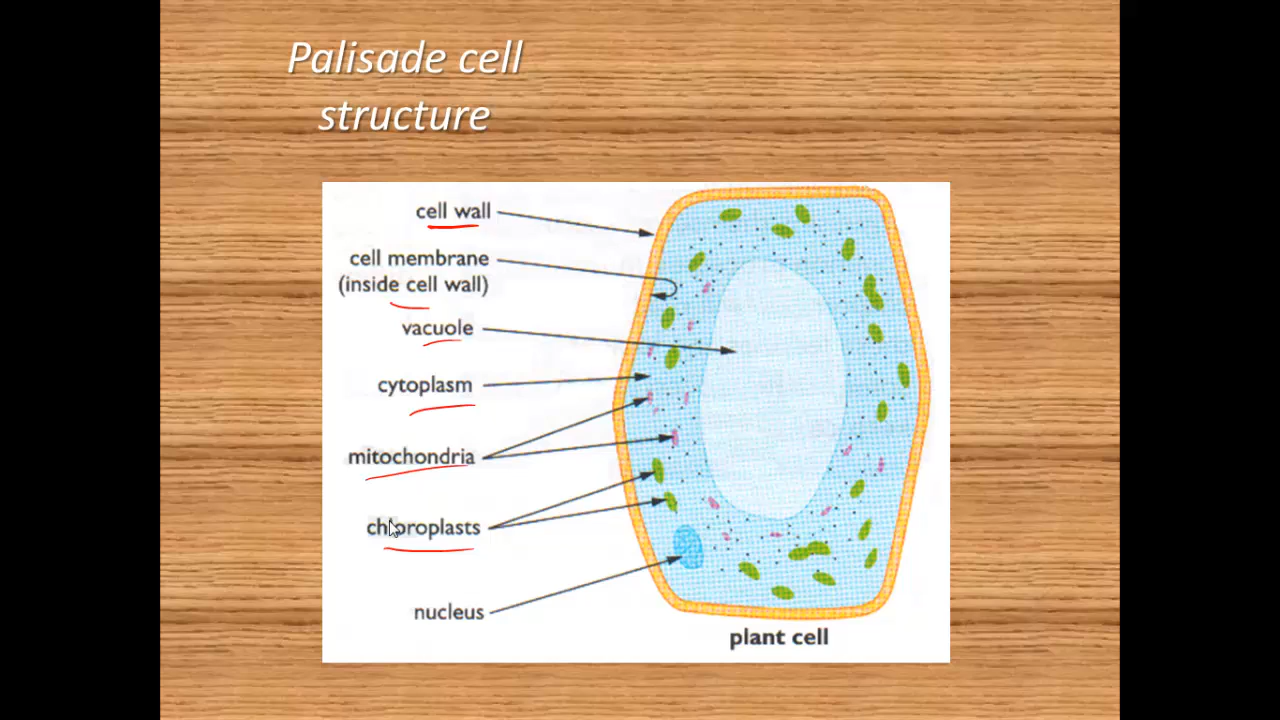 Palisade cell
structure
cell wall
cell membrane
(inside cell wall)
vacuole
cytoplasm
mitochondria
chloroplasts
nucleus
plant cell